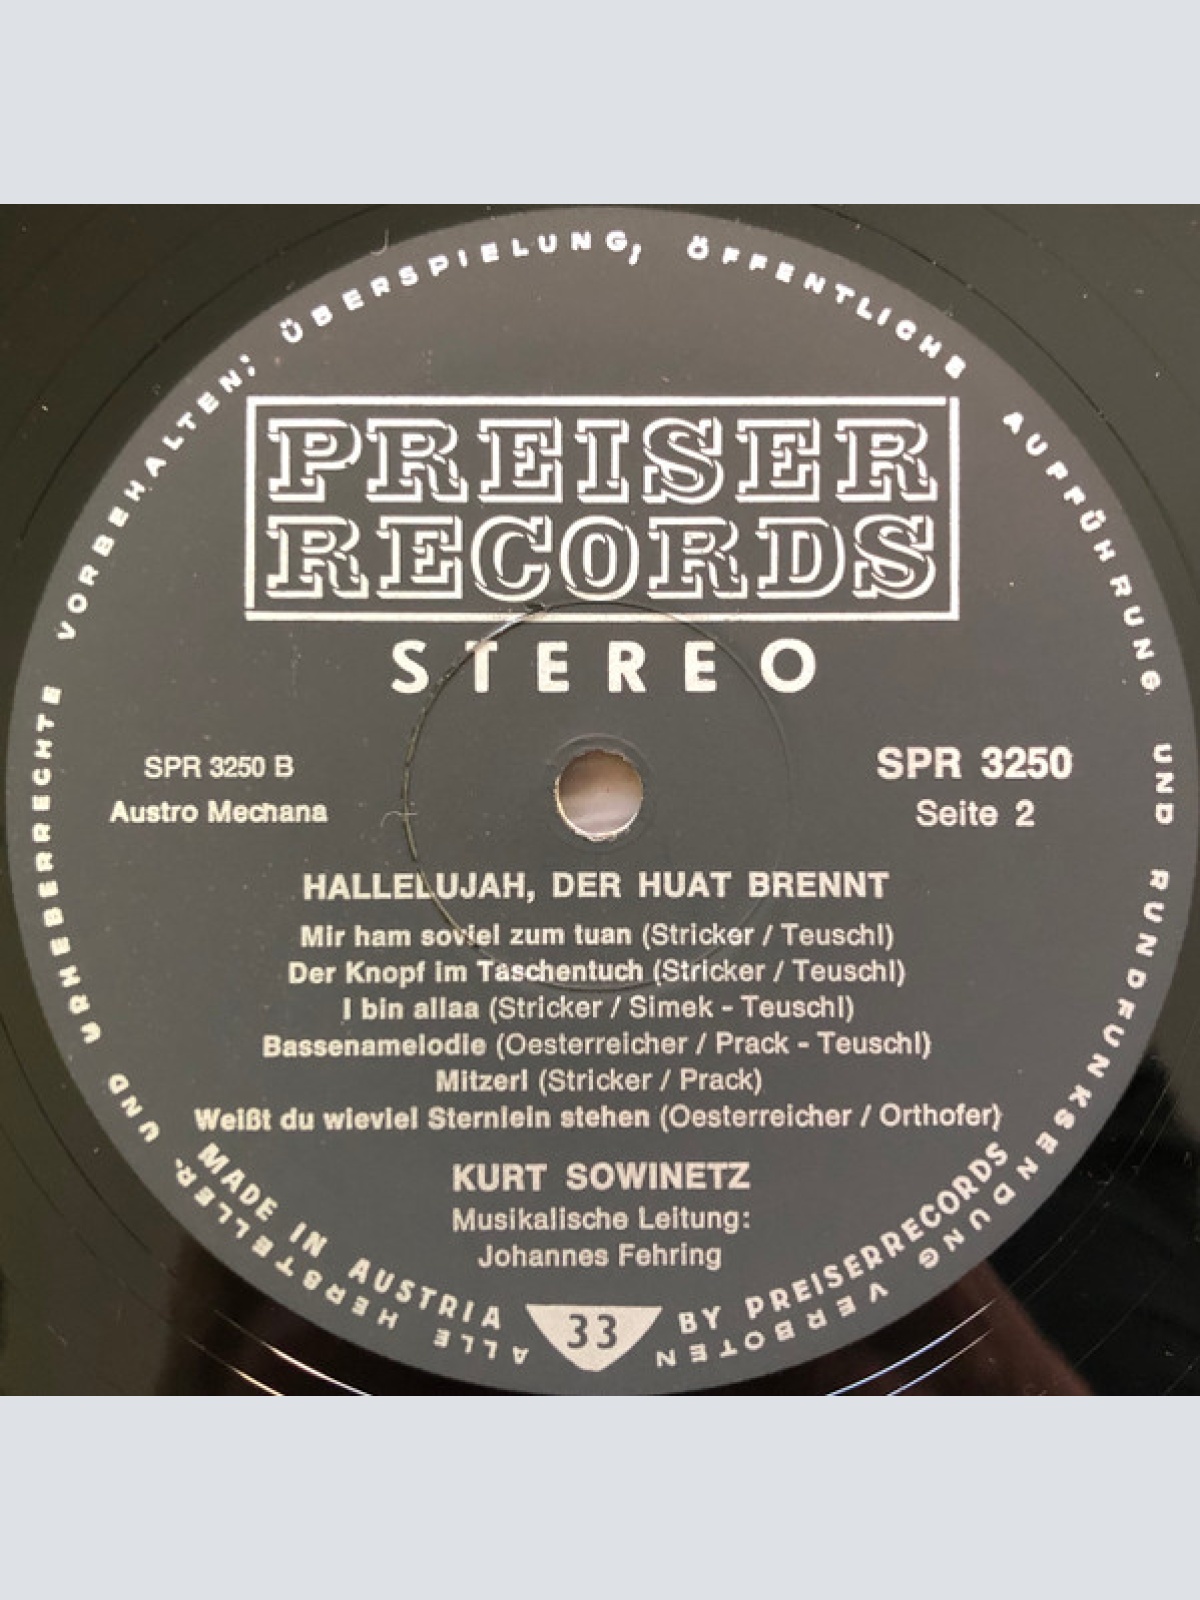 ALLE HERSTELLER- UND URHEBERRECHTE VORBEHALTEN; ÜBERSPIELUNG; ÖFFENTLICHE AUFFÜHRUNG UND RUNDFUNKSENDUNG VERBOTEN
PREISER
RECORDS
STEREO
SPR 3250 B
Austro Mechana
SPR 3250
Seite 2
HALLELUJAH, DER HUAT BRENNT
Mir ham soviel zum tuan (Stricker / Teuschl)
Der Knopf im Taschentuch (Stricker / Teuschl)
I bin allaa (Stricker / Simek - Teuschl)
Bassenamelodie (Oesterreicher / Prack - Teuschl)
Mitzerl (Stricker / Prack)
Weißt du wieviel Sternlein stehen (Oesterreicher / Orthofer)
KURT SOWINETZ
Musikalische Leitung:
Johannes Fehring
MADE IN AUSTRIA
33
BY PREISERRECORDS